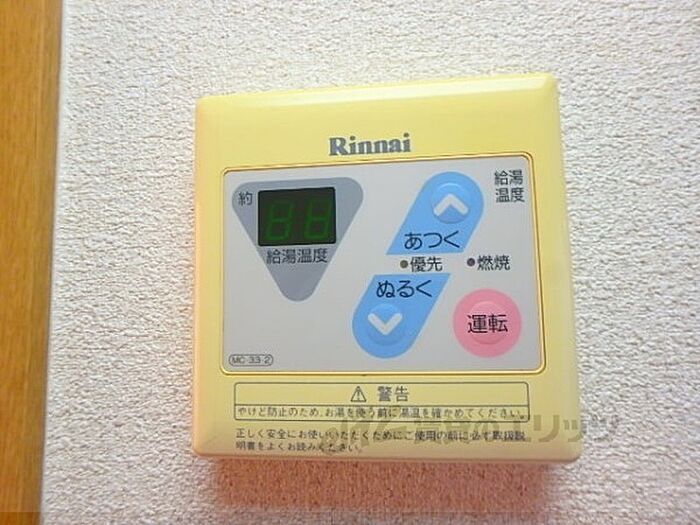 Rinnai
約
給湯温度
給湯
温度
あつく
優先
燃焼
ぬるく
運転
MC-33-2
警告
やけど防止のため、お湯を使う前に湯温を確かめてください。
正しく安全にお使いいただくためにご使用の前に必ず取扱説
明書をよくお読みください。